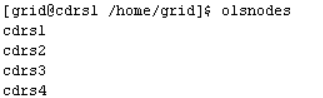 [grid@cdrs1 /home/grid]$ olsnodes
cdrs1
cdrs2
cdrs3
cdrs4